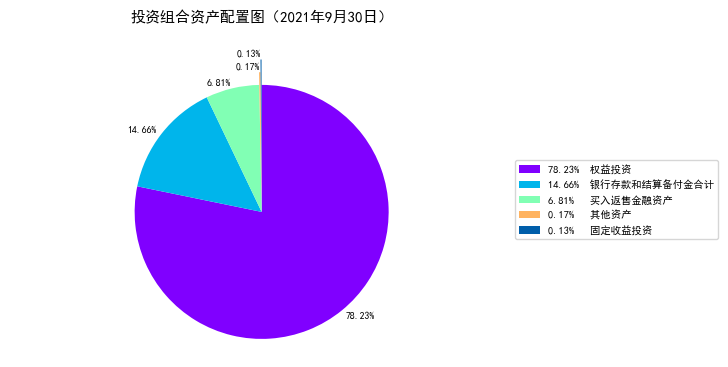 投资组合资产配置图（2021年9月30日）
0.13%
0.17%
6.81%
14.66%
78.23%
78.23% 权益投资
14.66% 银行存款和结算备付金合计
6.81% 买入返售金融资产
0.17% 其他资产
0.13% 固定收益投资